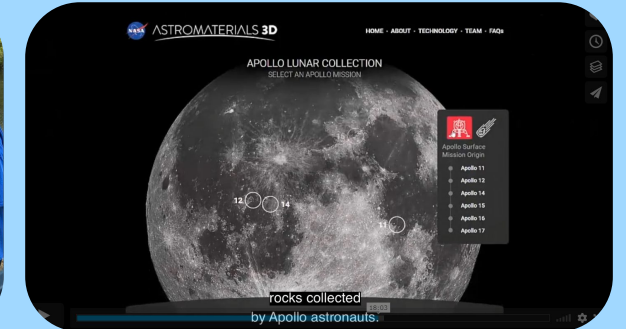 NASA ASTROMATERIALS 3D
HOME - ABOUT - TECHNOLOGY - TEAM - FAQs
APOLLO LUNAR COLLECTION
SELECT AN APOLLO MISSION
Apollo Surface
Mission Origin
Apollo 11
Apollo 12
Apollo 14
Apollo 15
Apollo 16
Apollo 17
12
14
11
rocks collected
15:03
by Apollo astronauts.